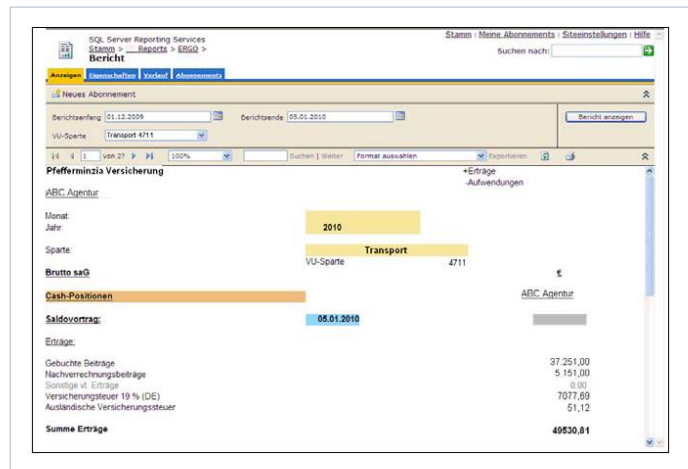 SQL Server Reporting Services
Stamm | Meine Abonnements | Siteeinstellungen | Hilfe
Stamm > __ Reports > ERGO >
Bericht
Suchen nach:
Anzeigen Eigenschaften Verlauf Abonnements
Neues Abonnement
Berichtsanfang 01.12.2009 Berichtsende 05.01.2010 Bericht anzeigen
VU-Sparte Transport 4711
1 von 2? 100% Suchen | Weiter Format auswählen Exportieren
Pfefferminzia Versicherung +Erträge
-Aufwendungen
ABC Agentur
Monat:
Jahr: 2010
Sparte: Transport
VU-Sparte 4711
Brutto saG €
Cash-Positionen ABC Agentur
Saldovortrag: 05.01.2010
Erträge:
Gebuchte Beiträge 37.251,00
Nachverrechnungsbeiträge 5.151,00
Sonstige vt. Erträge 0,00
Versicherungsteuer 19 % (DE) 7077,69
Ausländische Versicherungssteuer 51,12
Summe Erträge 49530,81